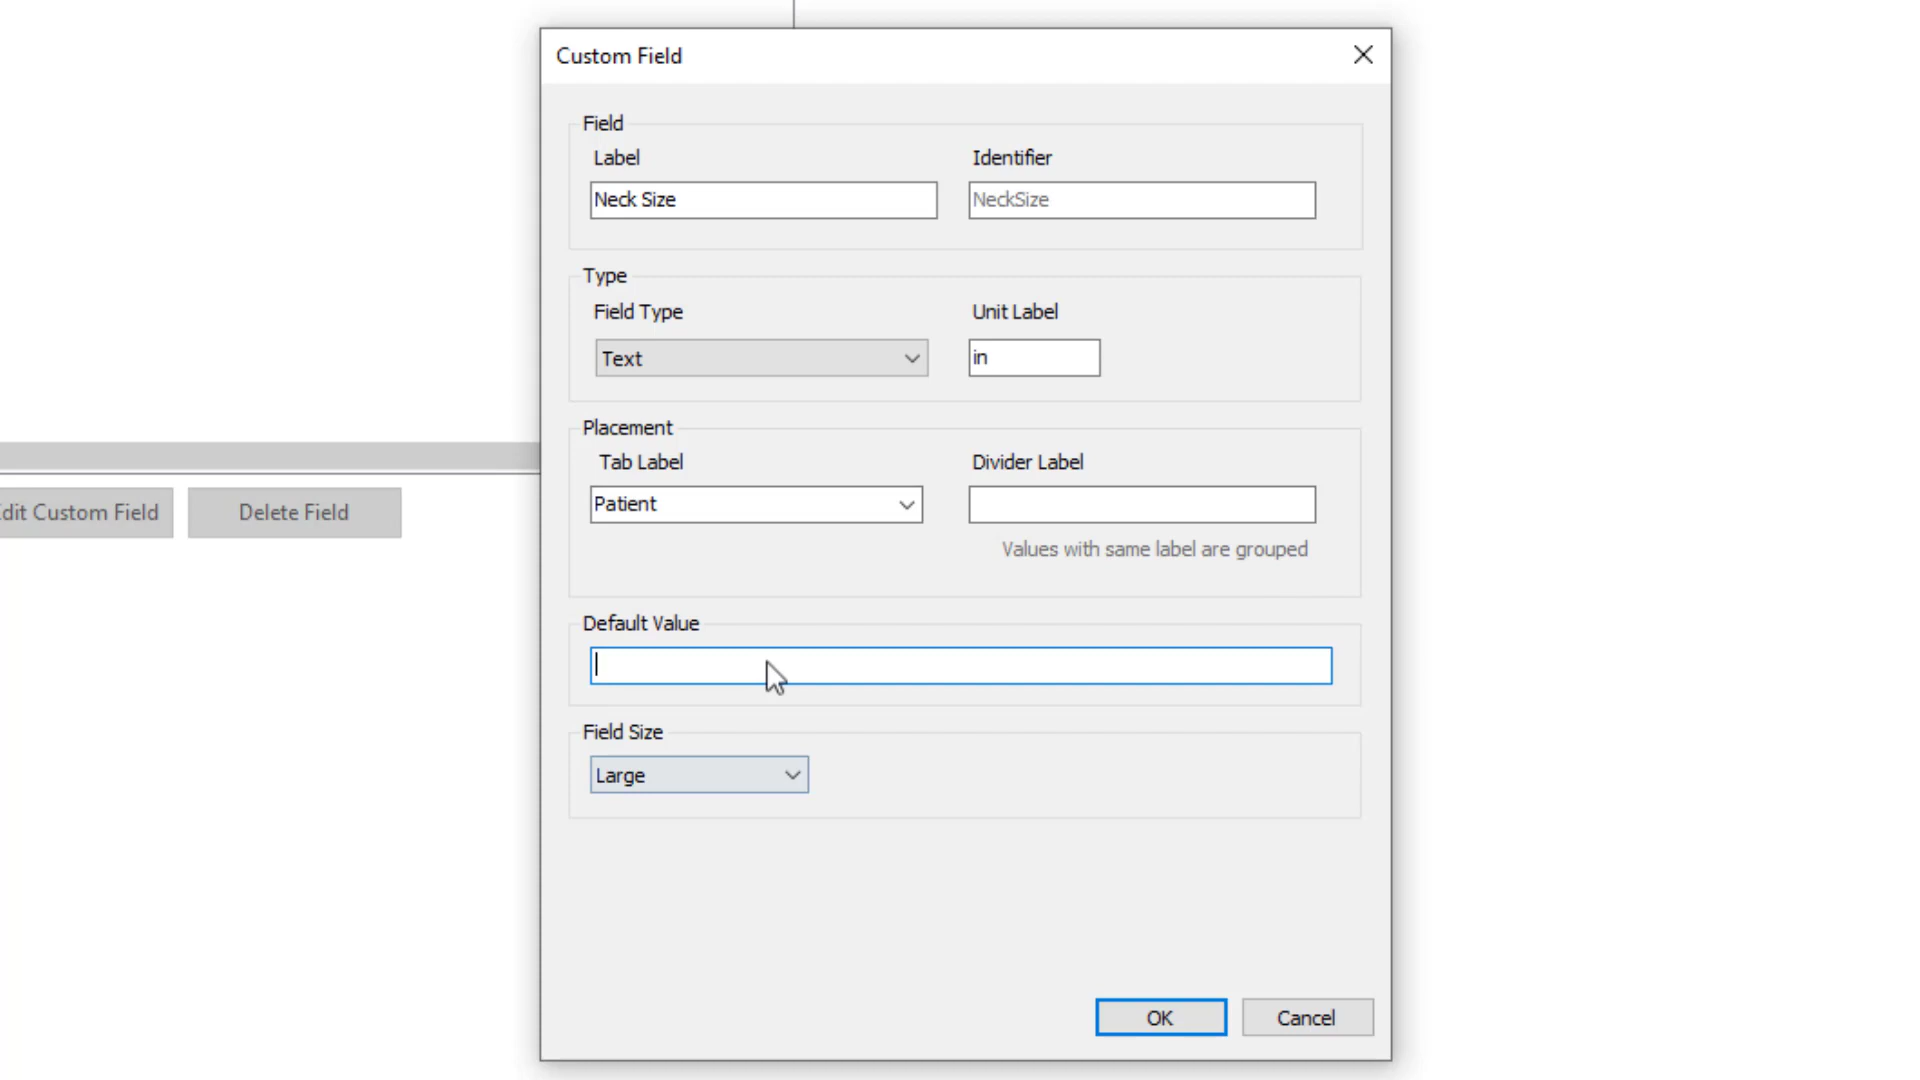 Custom Field
Field
Label Identifier
Neck Size NeckSize
Type
Field Type Unit Label
Text in
Placement
Tab Label Divider Label
Patient
dit Custom Field Delete Field
Values with same label are grouped
Default Value
Field Size
Large
OK Cancel